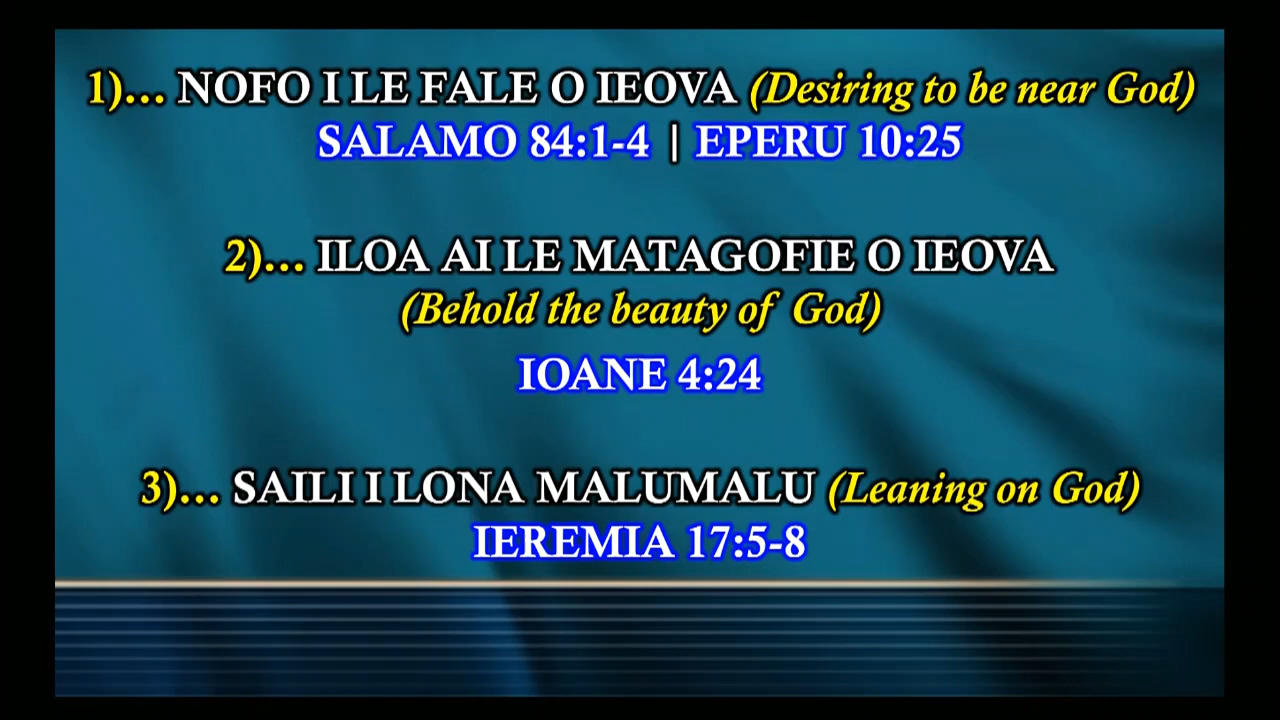 1)... NOFO I LE FALE O IEOVA (Desiring to be near God)
SALAMO 84:1-4 | EPERU 10:25
2)... ILOA AI LE MATAGOFIE O IEOVA
(Behold the beauty of God)
IOANE 4:24
3)... SAILI I LONA MALUMALU (Leaning on God)
IEREMIA 17:5-8